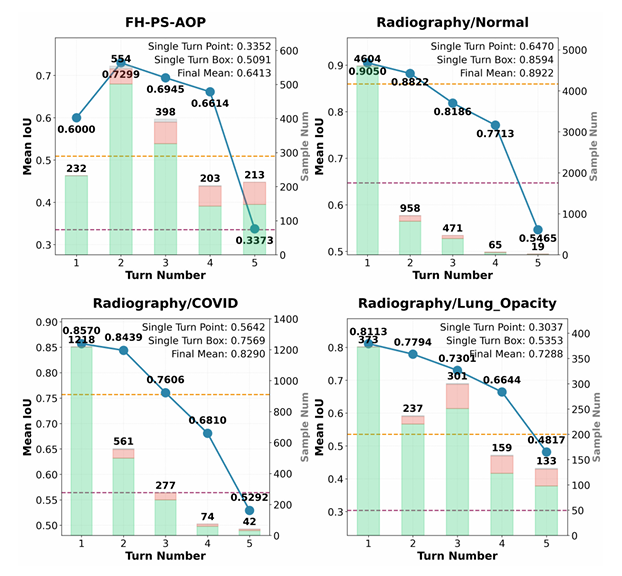 FH-PS-AOP
Single Turn Point: 0.3352
Single Turn Box: 0.5091
Final Mean: 0.6413
Mean IoU
0.7
0.6
0.5
0.4
0.3
600
500
400
300
200
100
0
Sample Num
554
0.7299
0.6945
0.6614
0.6000
398
232
203
213
0.3373
1 2 3 4 5
Turn Number
Radiography/Normal
Single Turn Point: 0.6470
Single Turn Box: 0.8594
Final Mean: 0.8922
Mean IoU
0.9
0.8
0.7
0.6
0.5
5000
4000
3000
2000
1000
0
Sample Num
4604
0.9050
0.8822
0.8186
0.7713
958
471
65
0.5465
19
1 2 3 4 5
Turn Number
Radiography/COVID
Single Turn Point: 0.5642
Single Turn Box: 0.7569
Final Mean: 0.8290
Mean IoU
0.90
0.85
0.80
0.75
0.70
0.65
0.60
0.55
0.50
1400
1200
1000
800
600
400
200
0
Sample Num
0.8570
1218
0.8439
0.7606
0.6810
561
277
0.5292
74
42
1 2 3 4 5
Turn Number
Radiography/Lung_Opacity
Single Turn Point: 0.3037
Single Turn Box: 0.5353
Final Mean: 0.7288
Mean IoU
0.8
0.7
0.6
0.5
0.4
0.3
400
350
300
250
200
150
100
50
0
Sample Num
0.8113
373
0.7794
0.7301
301
0.6644
237
0.4817
159
133
1 2 3 4 5
Turn Number